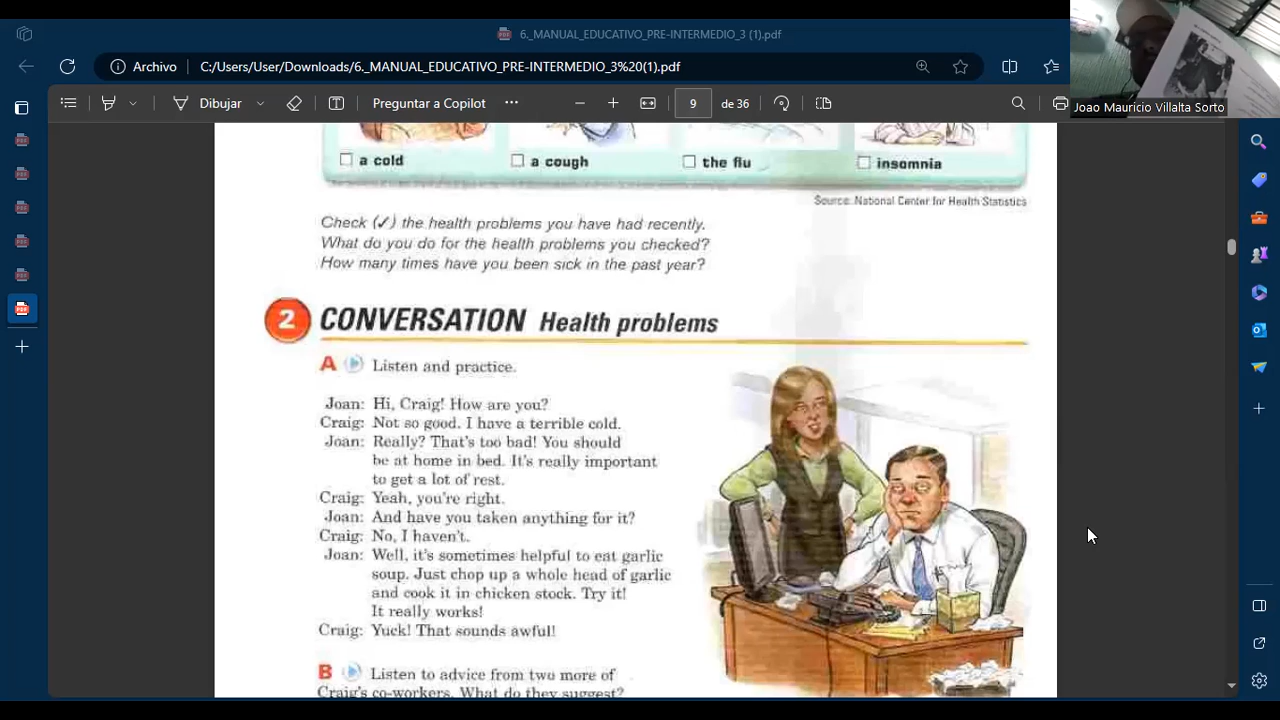 6._MANUAL_EDUCATIVO_PRE-INTERMEDIO_3 (1).pdf
Archivo
C:/Users/User/Downloads/6._MANUAL_EDUCATIVO_PRE-INTERMEDIO_3%20(1).pdf
Dibujar
Preguntar a Copilot
9 de 36
Joao Mauricio Villalta Sorto
a cold
a cough
the flu
insomnia
Source: National Center for Health Statistics
Check (✓) the health problems you have had recently.
What do you do for the health problems you checked?
How many times have you been sick in the past year?
2 CONVERSATION Health problems
A Listen and practice.
Joan: Hi, Craig! How are you?
Craig: Not so good. I have a terrible cold.
Joan: Really? That's too bad! You should
be at home in bed. It's really important
to get a lot of rest.
Craig: Yeah, you're right.
Joan: And have you taken anything for it?
Craig: No, I haven't.
Joan: Well, it's sometimes helpful to eat garlic
soup. Just chop up a whole head of garlic
and cook it in chicken stock. Try it!
It really works!
Craig: Yuck! That sounds awful!
B Listen to advice from two more of
Craig's co-workers. What do they suggest?